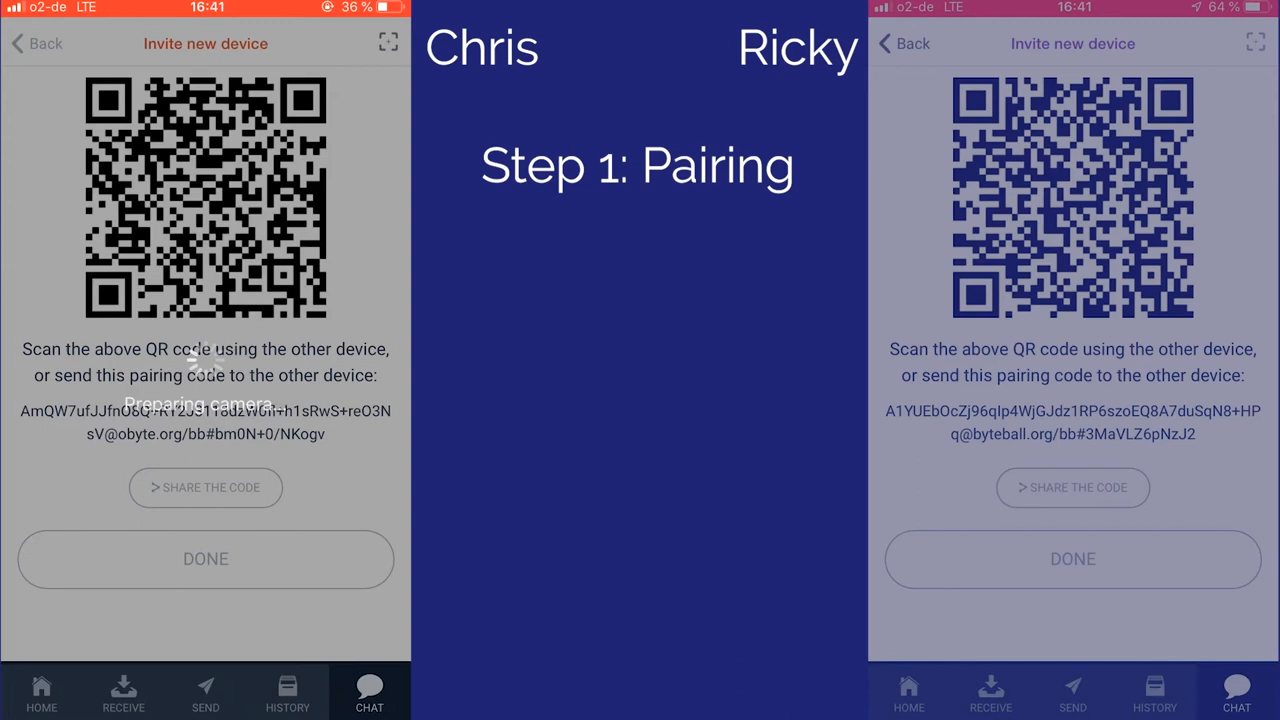 o2-de LTE 16:41 36 %
Back Invite new device
Scan the above QR code using the other device,
or send this pairing code to the other device:
Preparing camera...
sV@obyte.org/bb#bm0N+0/NKogv
SHARE THE CODE
DONE
HOME RECEIVE SEND HISTORY CHAT
Chris Ricky
Step 1: Pairing
o2-de LTE 16:41 64 %
Back Invite new device
Scan the above QR code using the other device,
or send this pairing code to the other device:
A1YUEbOcZj96qIp4WjGJdz1RP6szoEQ8A7duSqN8+HP
q@byteball.org/bb#3MaVLZ6pNzJ2
SHARE THE CODE
DONE
HOME RECEIVE SEND HISTORY CHAT